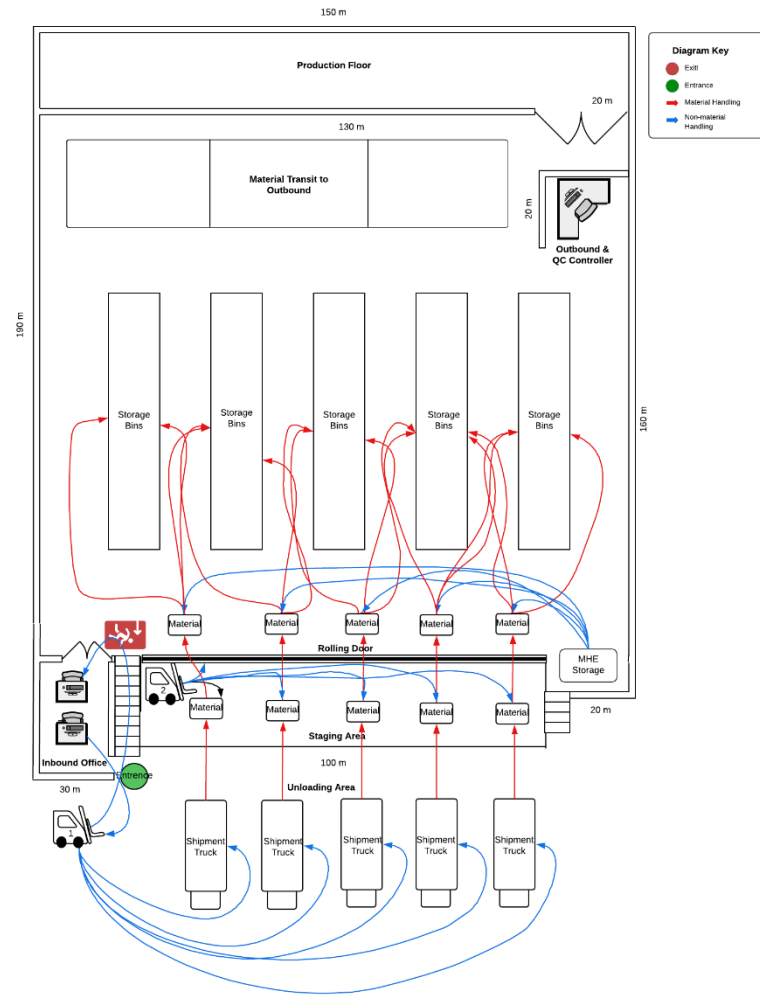 150 m
Diagram Key
Exitl
Entrance
Material Handling
Non-material
Handling
Production Floor
20 m
130 m
Material Transit to
Outbound
20 m
Outbound &
QC Controller
190 m
160 m
Storage
Bins
Storage
Bins
Storage
Bins
Storage
Bins
Storage
Bins
Material
Material
Material
Material
Material
Rolling Door
MHE
Storage
2
Material
Material
Material
Material
Material
20 m
Staging Area
Inbound Office
100 m
Entrence
30 m
Unloading Area
1
Shipment
Truck
Shipment
Truck
Shipment
Truck
Shipment
Truck
Shipment
Truck